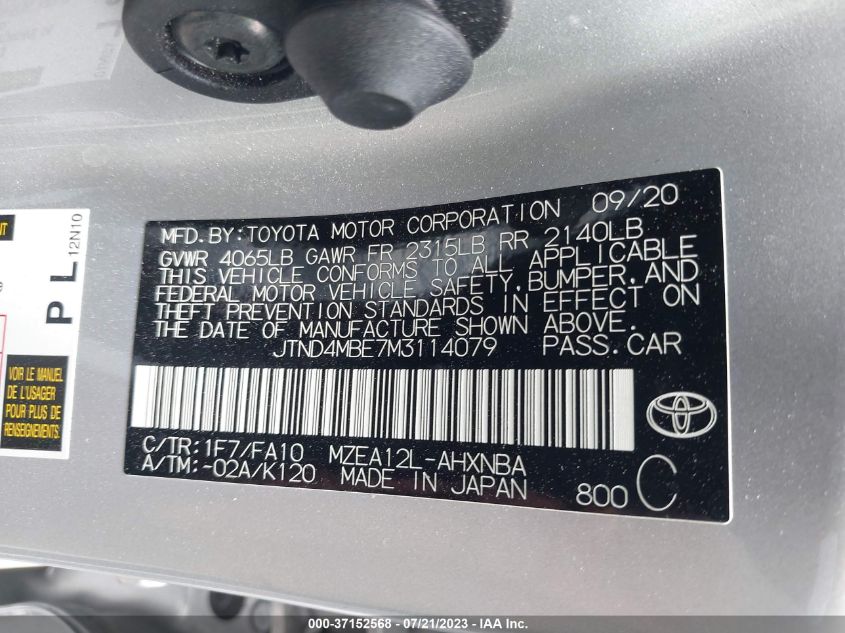 MFD.BY:TOYOTA MOTOR CORPORATION 09/20
GVWR 4065LB GAWR FR 2315LB RR 2140LB
THIS VEHICLE CONFORMS TO ALL APPLICABLE
FEDERAL MOTOR VEHICLE SAFETY,BUMPER,AND
THEFT PREVENTION STANDARDS IN EFFECT ON
THE DATE OF MANUFACTURE SHOWN ABOVE.
JTND4MBE7M3114079 PASS.CAR
C/TR:1F7/FA10 MZEA12L-AHXNBA
A/TM:-02A/K120 MADE IN JAPAN 800 C
PL
12N10
VOIR LE MANUEL
DE L'USAGER
POUR PLUS DE
RENSEIGNEMENTS.
000-37152568 - 07/21/2023 - IAA Inc.